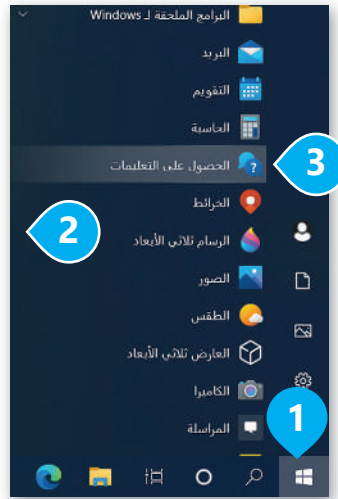 البرامج الملحقة لـ Windows
البريد
التقويم
الحاسبة
الحصول على التعليمات
3
الخرائط
2
الرسام ثلاثي الأبعاد
الصور
الطقس
العارض ثلاثي الأبعاد
الكاميرا
1
المراسلة